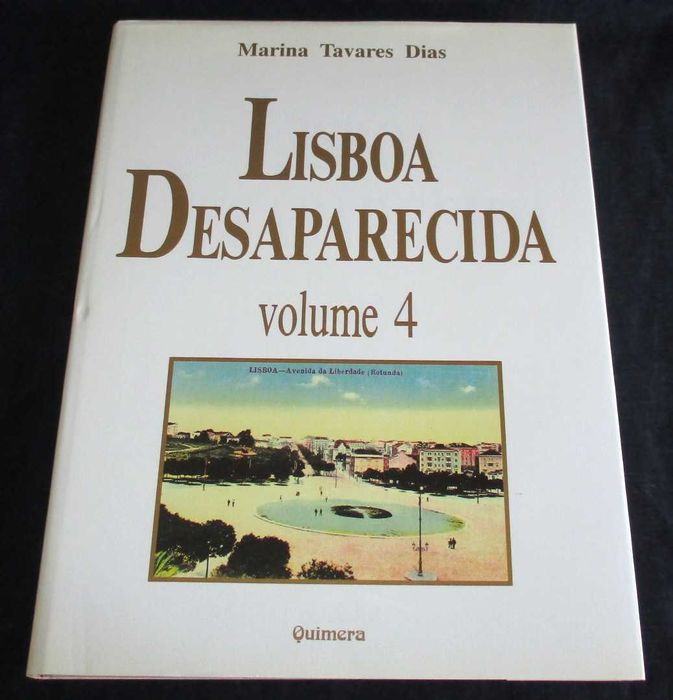 Marina Tavares Dias
LISBOA
DESAPARECIDA
volume 4
LISBOA—Avenida da Liberdade (Rotunda)
Quimera